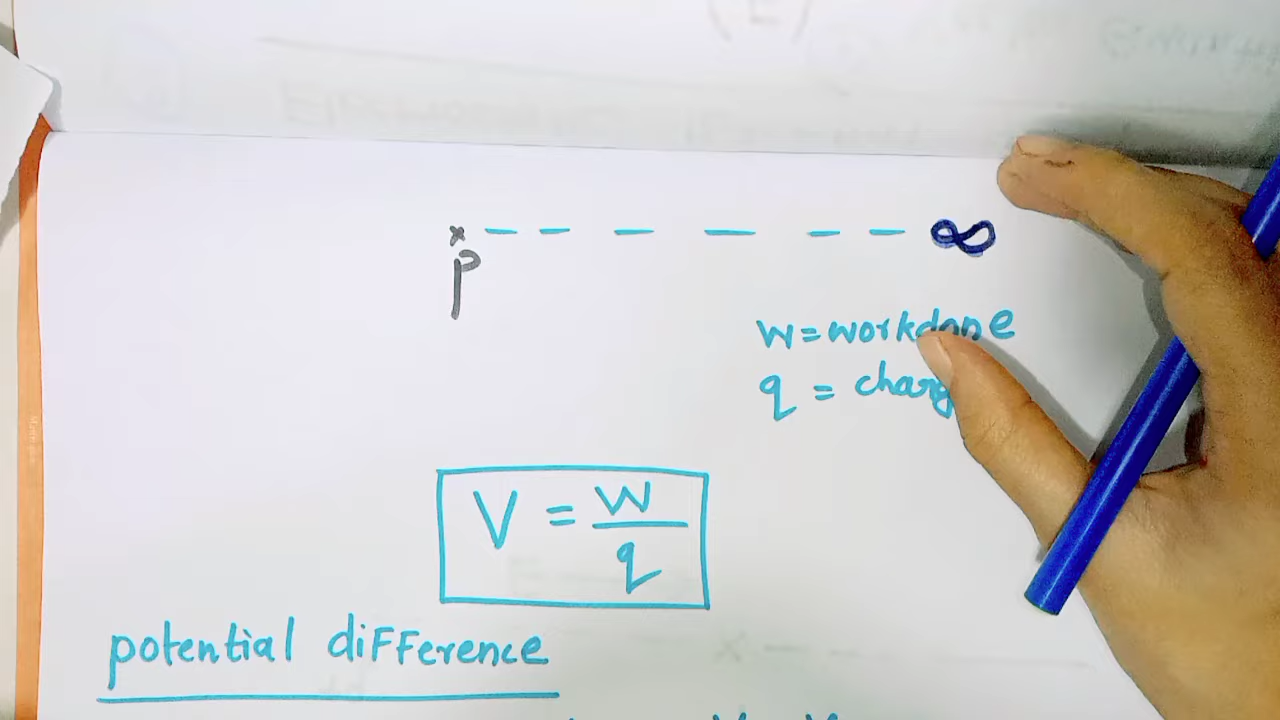 x - - - - - - ∞
P
W = workdone
q = charg
V = W/q
potential difference